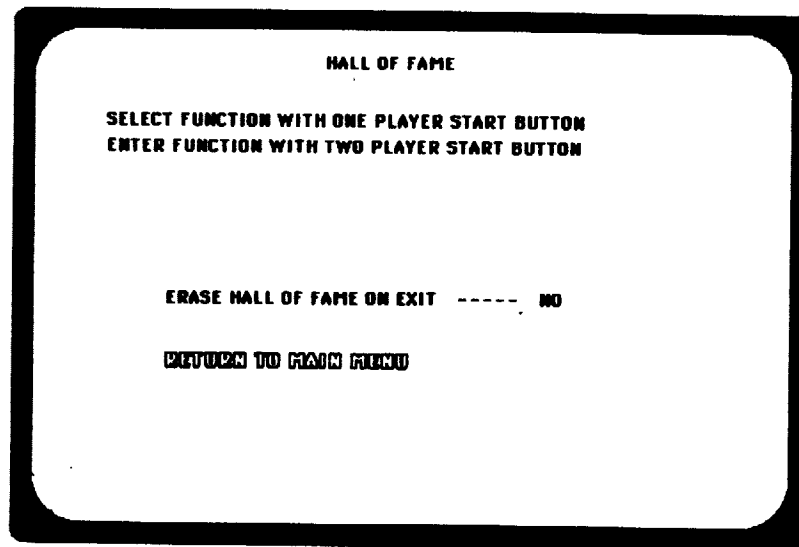 HALL OF FAME
SELECT FUNCTION WITH ONE PLAYER START BUTTON
ENTER FUNCTION WITH TWO PLAYER START BUTTON
ERASE HALL OF FAME ON EXIT ----- NO
RETURN TO MAIN MENU